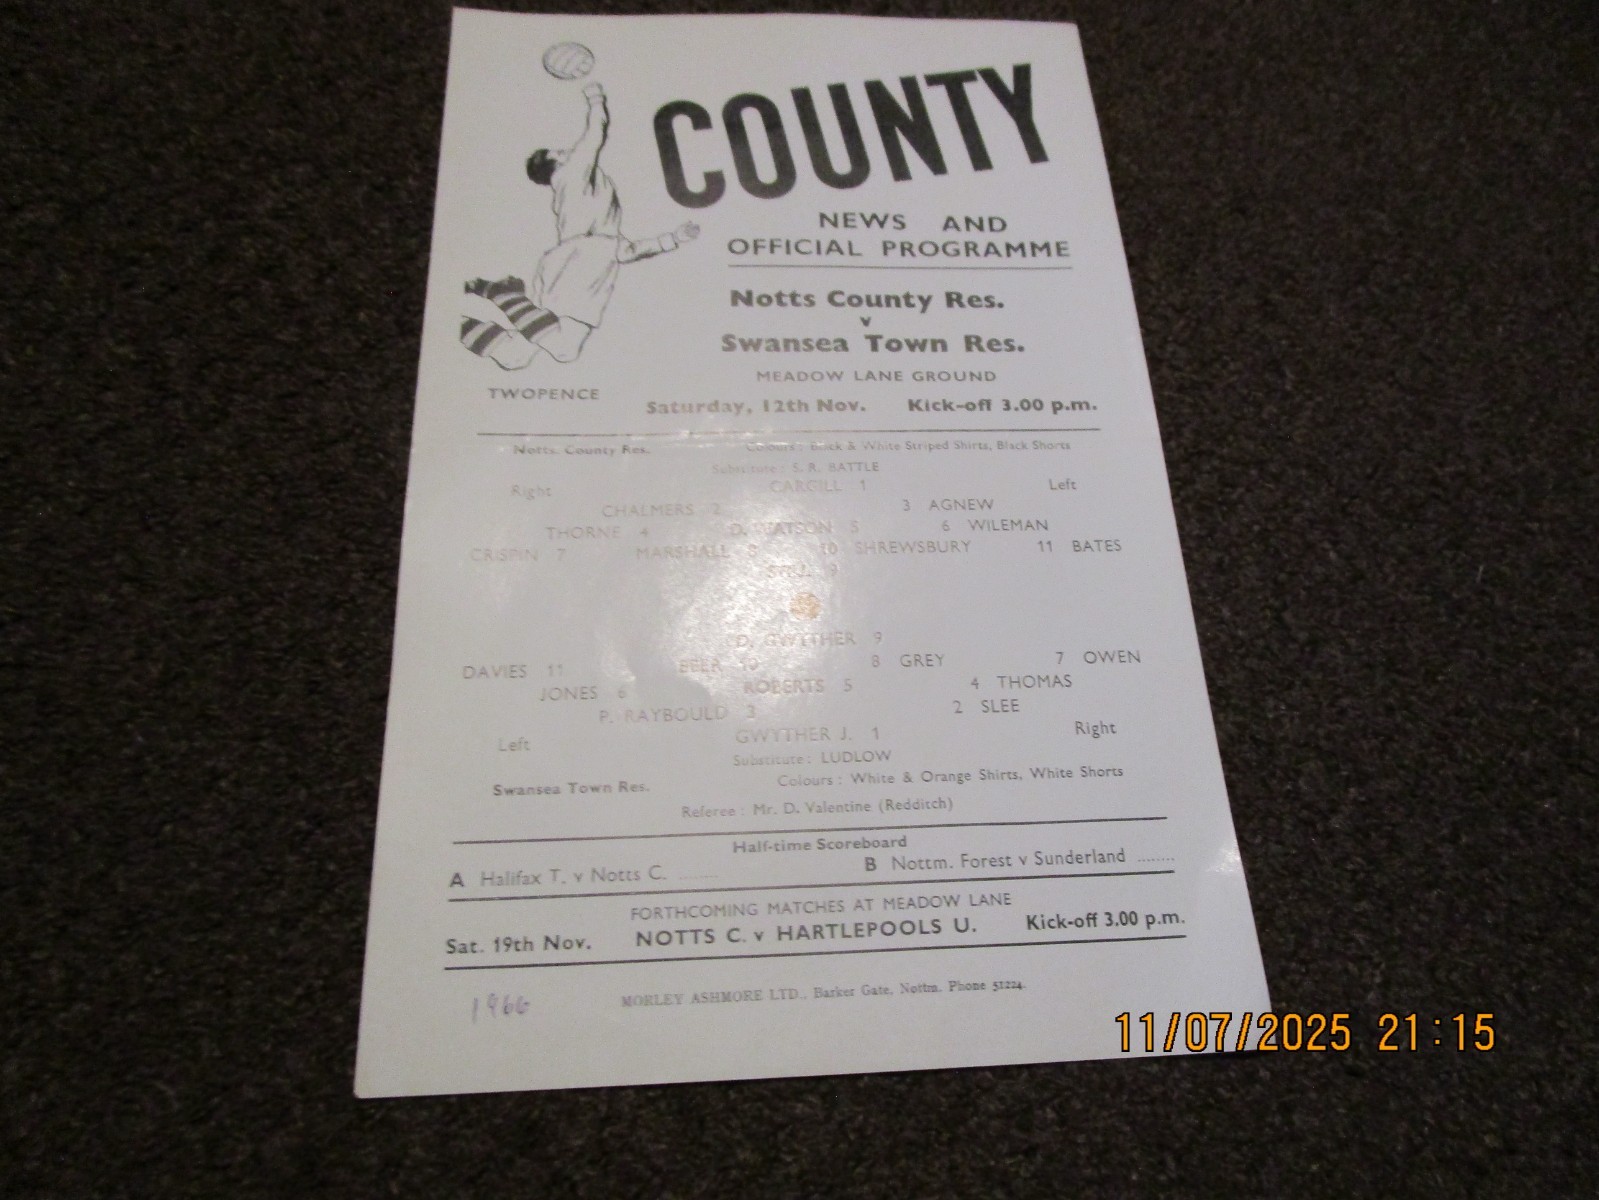 COUNTY
NEWS AND
OFFICIAL PROGRAMME
Notts County Res.
v
Swansea Town Res.
MEADOW LANE GROUND
TWOPENCE
Saturday, 12th Nov. Kick-off 3.00 p.m.
Notts. County Res. Colours: Black & White Striped Shirts, Black Shorts
Substitute: S. R. BATTLE
Right CARGILL 1 Left
CHALMERS 2 3 AGNEW
THORNE 4 D. WATSON 5 6 WILEMAN
CRISPIN 7 MARSHALL 8 10 SHREWSBURY 11 BATES
9
D. GWYTHER 9
DAVIES 11 BEER 10 8 GREY 7 OWEN
JONES 6 ROBERTS 5 4 THOMAS
P. RAYBOULD 3 2 SLEE
Left GWYTHER J. 1 Right
Substitute: LUDLOW
Swansea Town Res. Colours: White & Orange Shirts, White Shorts
Referee: Mr. D. Valentine (Redditch)
Half-time Scoreboard
A Halifax T. v Notts C. ........ B Nottm. Forest v Sunderland ........
FORTHCOMING MATCHES AT MEADOW LANE
Sat. 19th Nov. NOTTS C. v HARTLEPOOLS U. Kick-off 3.00 p.m.
1966 MORLEY ASHMORE LTD., Barker Gate, Nottm. Phone 51224.
11/07/2025 21:15